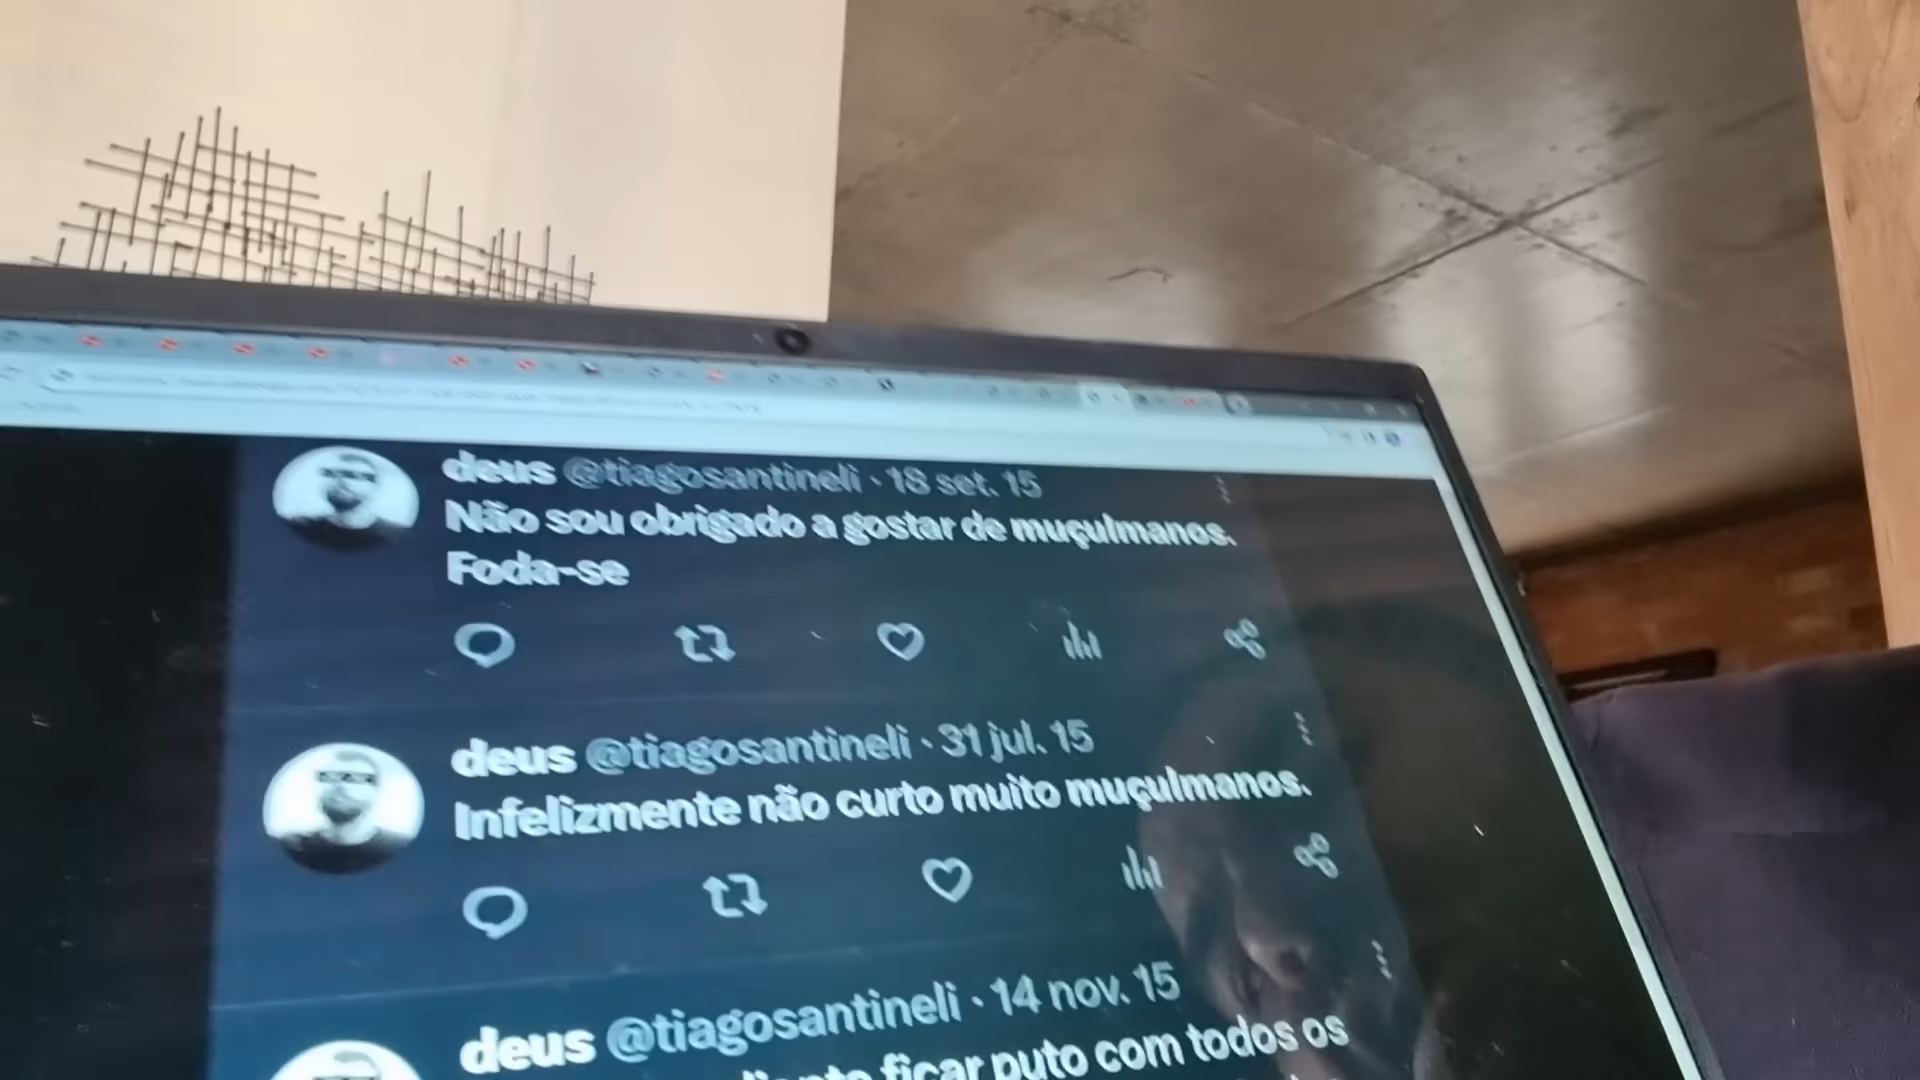 deus @tiagosantineli · 18 set. 15
Não sou obrigado a gostar de muçulmanos.
Foda-se
deus @tiagosantineli · 31 jul. 15
Infelizmente não curto muito muçulmanos.
deus @tiagosantineli · 14 nov. 15
ficar puto com todos os